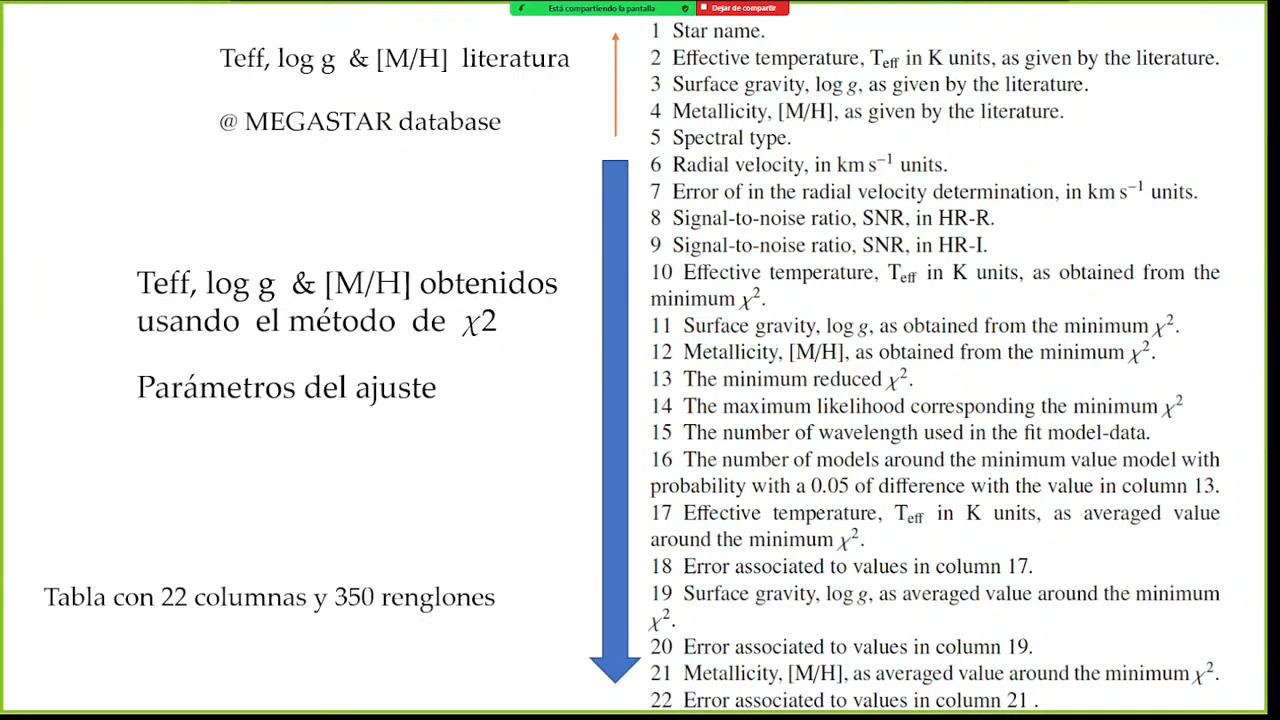 Está compartiendo la pantalla
Dejar de compartir
Teff, log g & [M/H] literatura
@ MEGASTAR database
Teff, log g & [M/H] obtenidos
usando el método de χ2
Parámetros del ajuste
Tabla con 22 columnas y 350 renglones
1 Star name.
2 Effective temperature, Teff in K units, as given by the literature.
3 Surface gravity, log g, as given by the literature.
4 Metallicity, [M/H], as given by the literature.
5 Spectral type.
6 Radial velocity, in km s⁻¹ units.
7 Error of in the radial velocity determination, in km s⁻¹ units.
8 Signal-to-noise ratio, SNR, in HR-R.
9 Signal-to-noise ratio, SNR, in HR-I.
10 Effective temperature, Teff in K units, as obtained from the
minimum χ².
11 Surface gravity, log g, as obtained from the minimum χ².
12 Metallicity, [M/H], as obtained from the minimum χ².
13 The minimum reduced χ².
14 The maximum likelihood corresponding the minimum χ²
15 The number of wavelength used in the fit model-data.
16 The number of models around the minimum value model with
probability with a 0.05 of difference with the value in column 13.
17 Effective temperature, Teff in K units, as averaged value
around the minimum χ².
18 Error associated to values in column 17.
19 Surface gravity, log g, as averaged value around the minimum
χ².
20 Error associated to values in column 19.
21 Metallicity, [M/H], as averaged value around the minimum χ².
22 Error associated to values in column 21 .